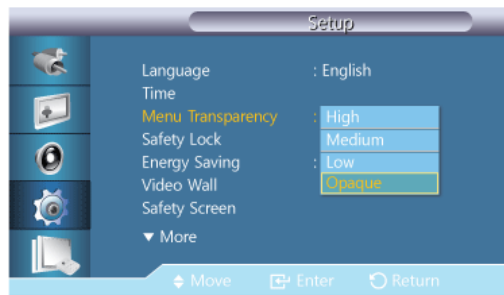 Setup
Language : English
Time
Menu Transparency : High
Medium
Safety Lock
Energy Saving : Low
Opaque
Video Wall
Safety Screen
▼ More
Move Enter Return